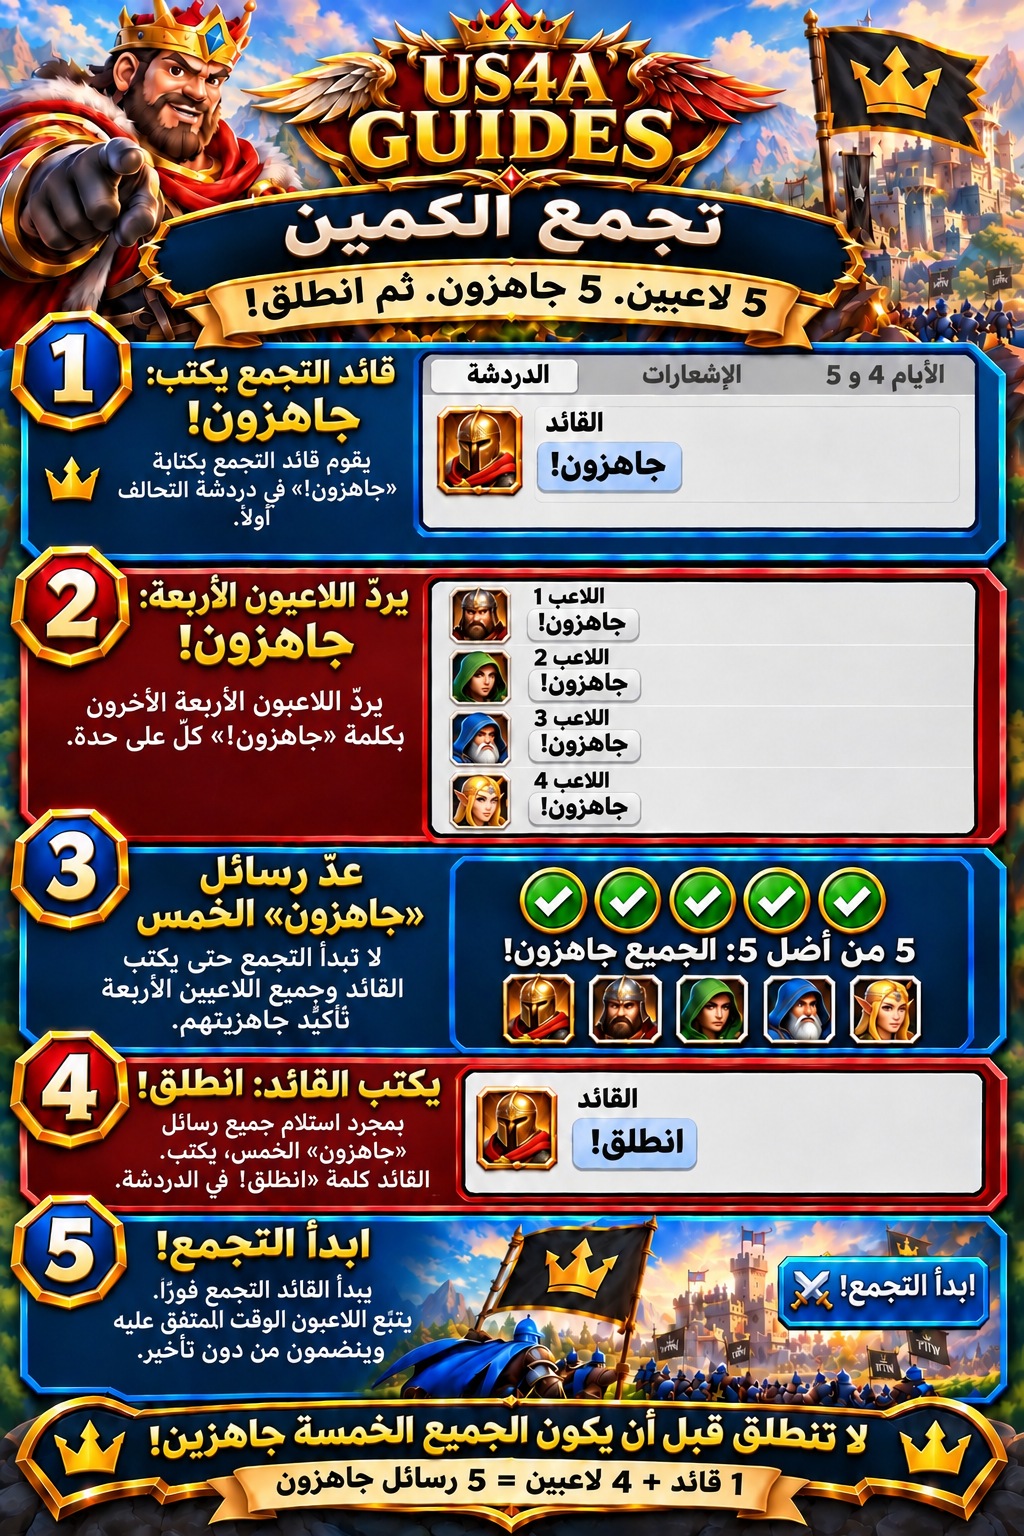 US4A
GUIDES
تجمع الكمين
5 لاعبين. 5 جاهزون. ثم انطلق!
1
قائد التجمع يكتب:
جاهزون!
يقوم قائد التجمع بكتابة
«جاهزون!» في دردشة التحالف
أولاً.
الدردشة
الإشعارات
الأيام 4 و 5
القائد
جاهزون!
2
يردّ اللاعيون الأربعة:
جاهزون!
يردّ اللاعبون الأربعة الأخرون
بكلمة «جاهزون!» كلّ على حدة.
اللاعب 1
جاهزون!
اللاعب 2
جاهزون!
اللاعب 3
جاهزون!
اللاعب 4
جاهزون!
3
عدّ رسائل
«جاهزون» الخمس
لا تبدأ التجمع حتى يكتب
القائد وجميع اللاعيين الأربعة
تأكيد جاهزيتهم.
5 من أضل 5: الجميع جاهزون!
4
يكتب القائد: انطلق!
بمجرد استلام جميع رسائل
«جاهزون» الخمس، يكتب.
القائد كلمة «انظلق! في الدردشة.
القائد
انطلق!
5
ابدأ التجمع!
يبدأ القائد التجمع فورًا.
يتبّع اللاعبون الوقت المتفق عليه
وينضمون من دون تأخير.
إبدأ التجمع!
لا تنطلق قبل أن يكون الجميع الخمسة جاهزين!
1 قائد + 4 لاعبين = 5 رسائل جاهزون